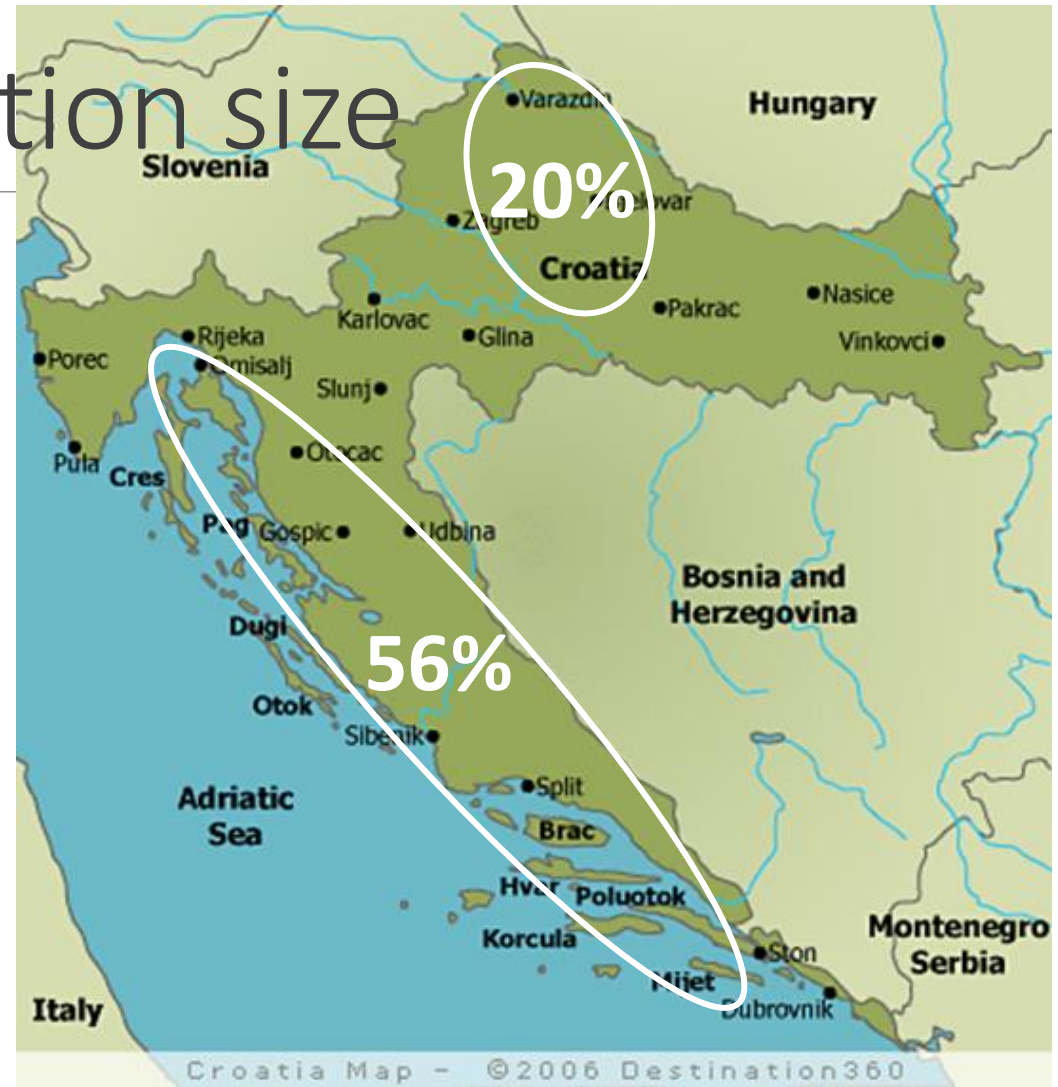 tion size
Hungary
Slovenia
Varazdin
20%
Bjelovar
Zagreb
Croatia
Karlovac
Glina
Pakrac
Nasice
Vinkovci
Porec
Rijeka
Omisalj
Slunj
Pula
Cres
Otocac
Pag
Gospic
Udbina
Bosnia and
Herzegovina
Dugi
56%
Otok
Sibenik
Adriatic
Sea
Split
Brac
Hvar
Poluotok
Korcula
Mijet
Ston
Dubrovnik
Montenegro
Serbia
Italy
Croatia Map - ©2006 Destination360